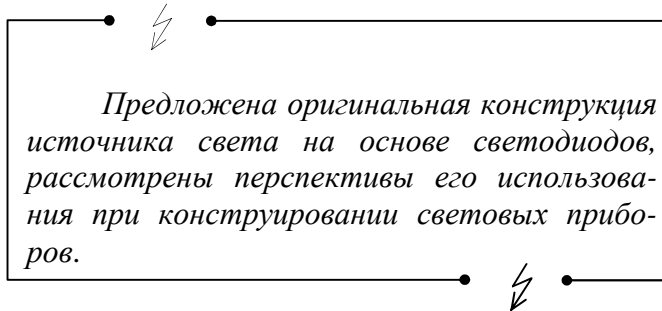 Предложена оригинальная конструкция
источника света на основе светодиодов,
рассмотрены перспективы его использова-
ния при конструировании световых прибо-
ров.